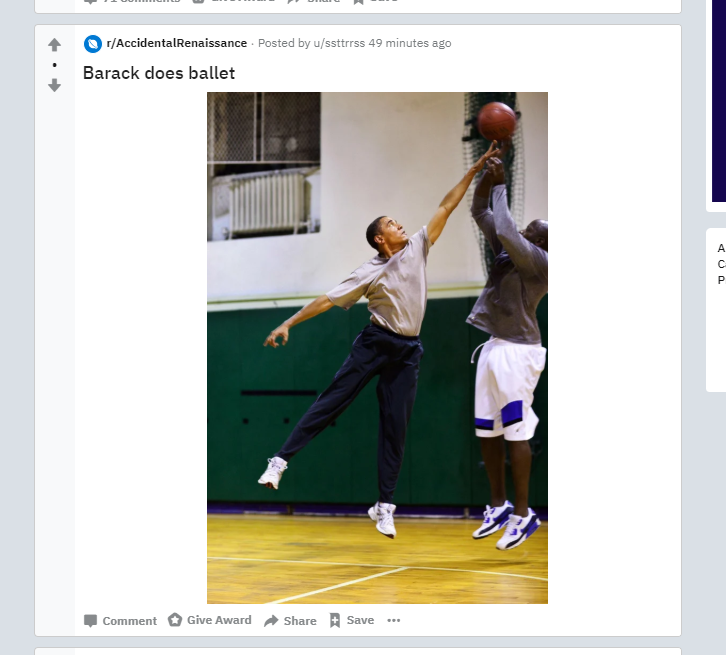 71 Comments Give Award Share Save
r/AccidentalRenaissance · Posted by u/ssttrrss 49 minutes ago
Barack does ballet
Comment Give Award Share Save ···
A
C
P